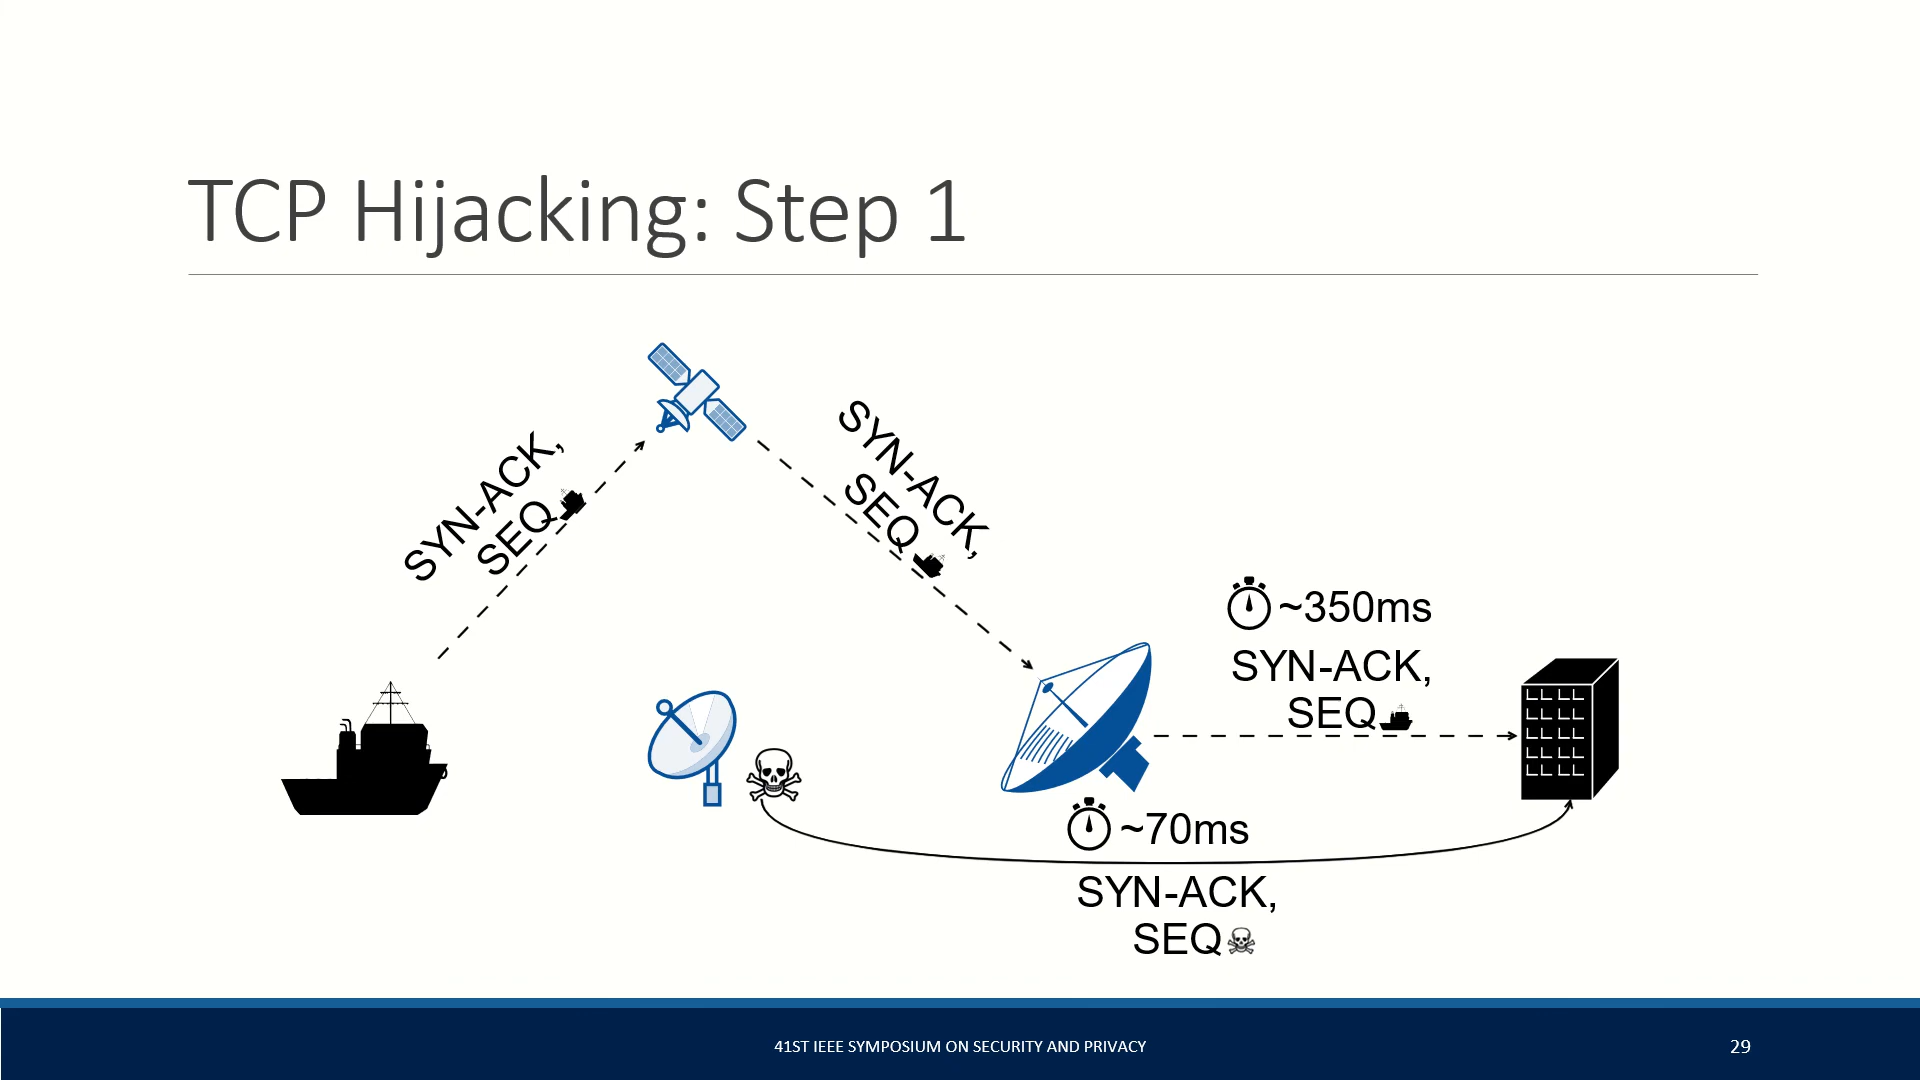 TCP Hijacking: Step 1
SYN-ACK,
SEQ
SYN-ACK,
SEQ
~350ms
SYN-ACK,
SEQ
~70ms
SYN-ACK,
SEQ
41ST IEEE SYMPOSIUM ON SECURITY AND PRIVACY
29